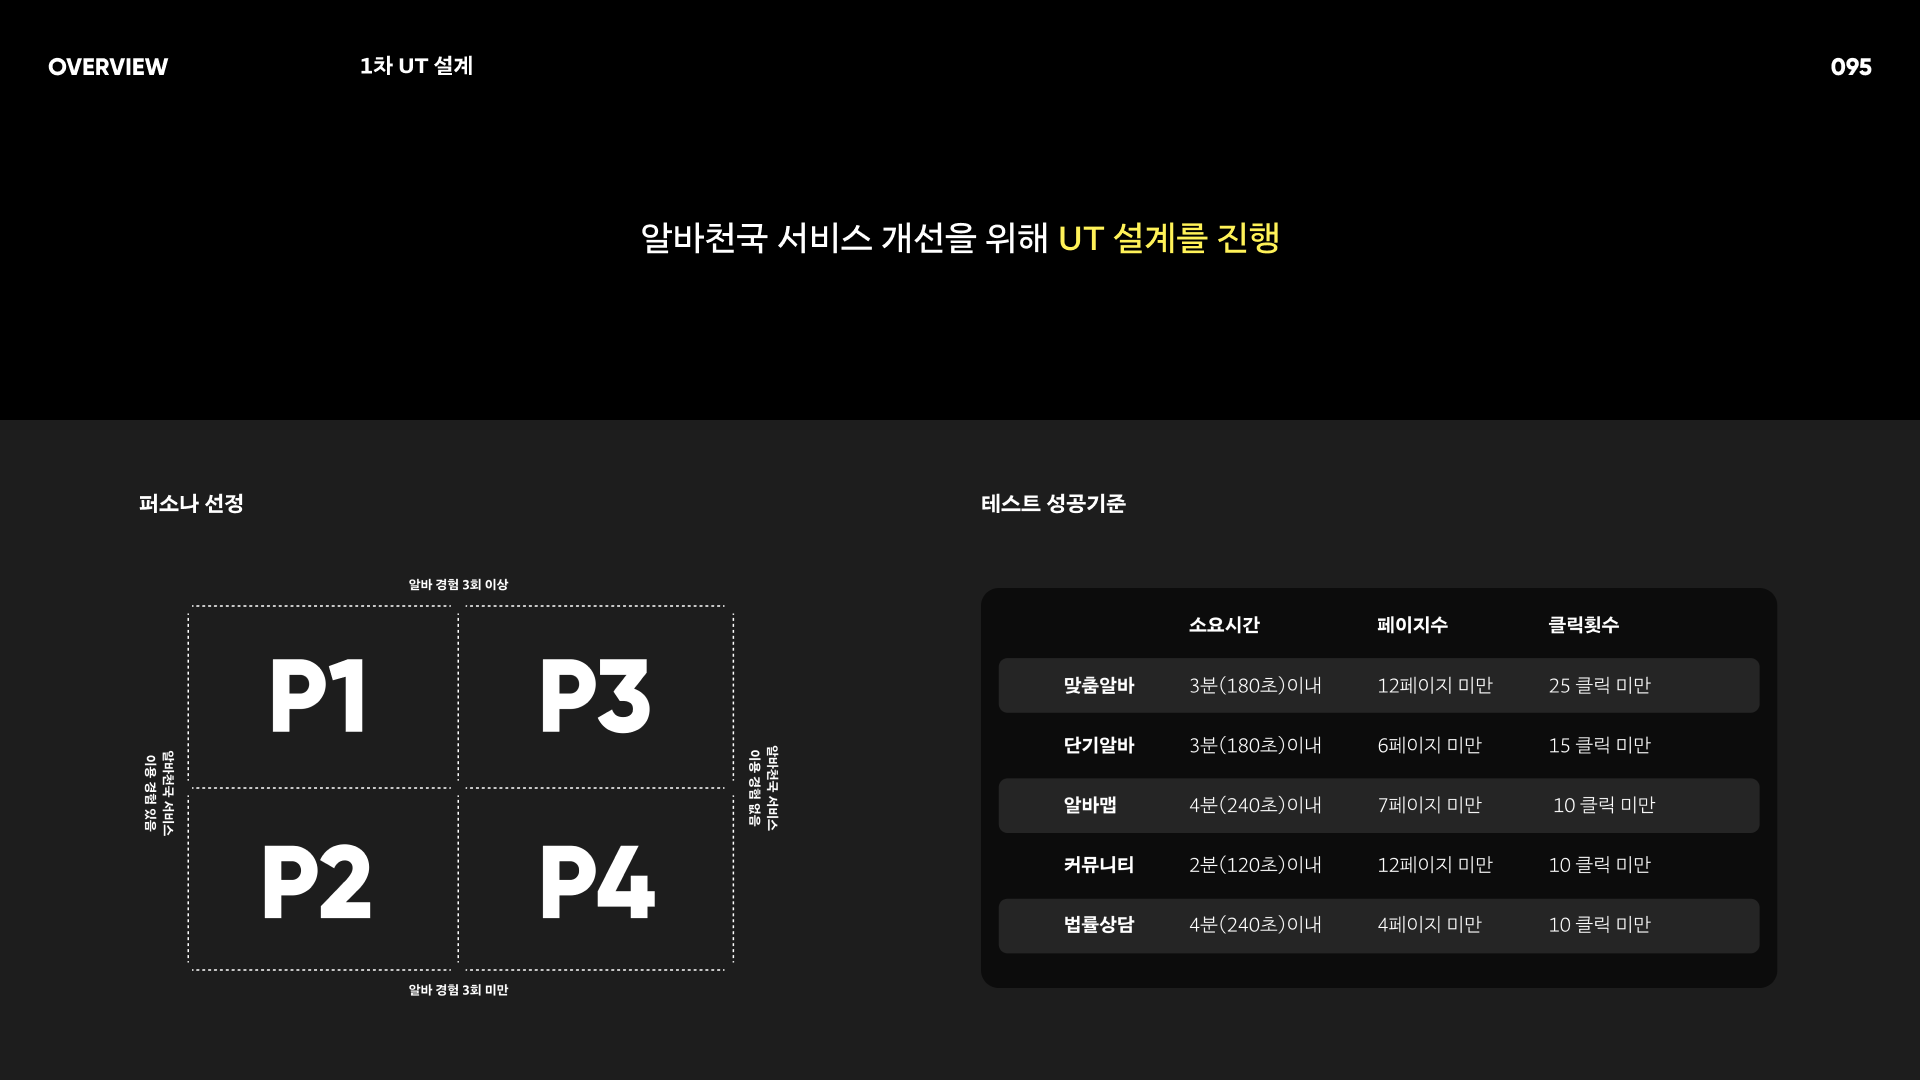 OVERVIEW
1차 UT 설계
095
알바천국 서비스 개선을 위해 UT 설계를 진행
퍼소나 선정
알바 경험 3회 이상
P1
P3
알바천국 서비스
이용 경험 있음
알바천국 서비스
이용 경험 없음
P2
P4
알바 경험 3회 미만
테스트 성공기준
소요시간 페이지수 클릭횟수
맞춤알바 3분(180초)이내 12페이지 미만 25 클릭 미만
단기알바 3분(180초)이내 6페이지 미만 15 클릭 미만
알바맵 4분(240초)이내 7페이지 미만 10 클릭 미만
커뮤니티 2분(120초)이내 12페이지 미만 10 클릭 미만
법률상담 4분(240초)이내 4페이지 미만 10 클릭 미만